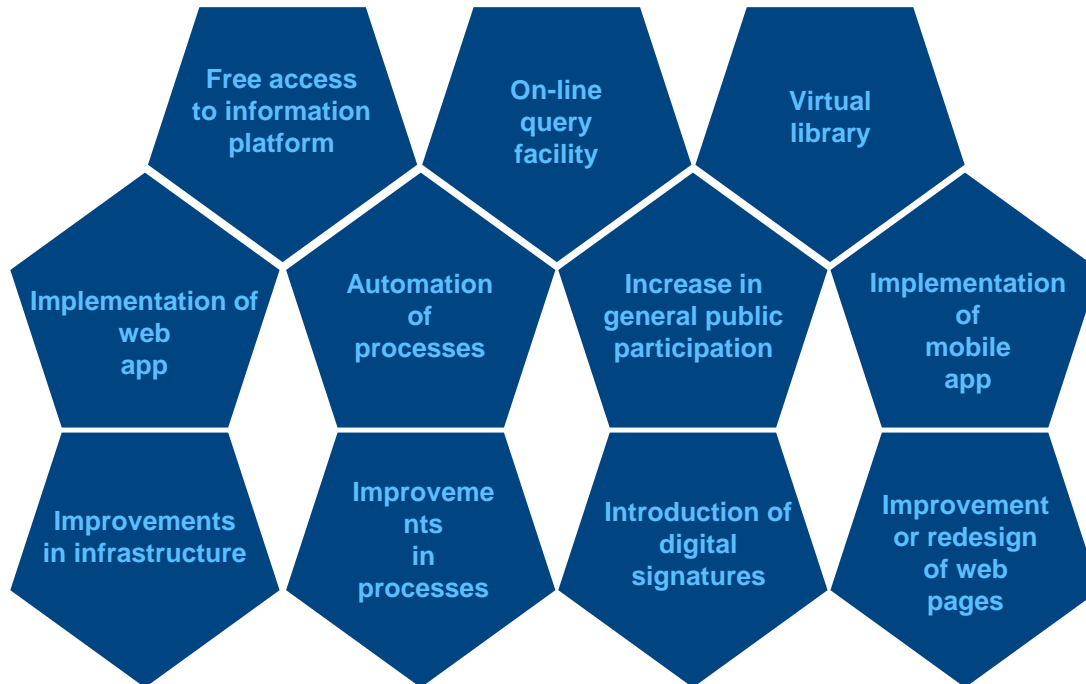 Free access
to information
platform
On-line
query
facility
Virtual
library
Implementation of
web
app
Automation
of
processes
Increase in
general public
participation
Implementation
of
mobile
app
Improvements
in infrastructure
Improveme
nts
in
processes
Introduction of
digital
signatures
Improvement
or redesign
of web
pages